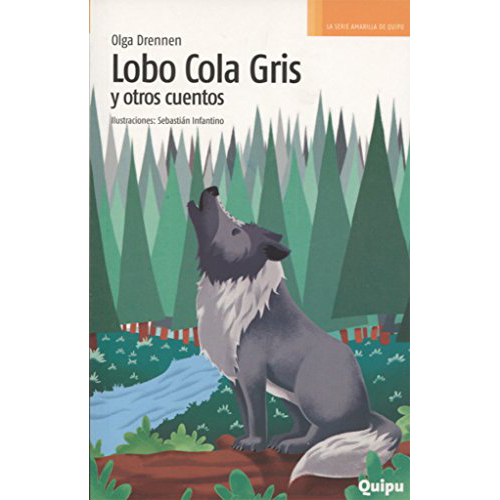 LA SERIE AMARILLA DE QUIPU
Olga Drennen
Lobo Cola Gris
y otros cuentos
Ilustraciones: Sebastián Infantino
Quipu